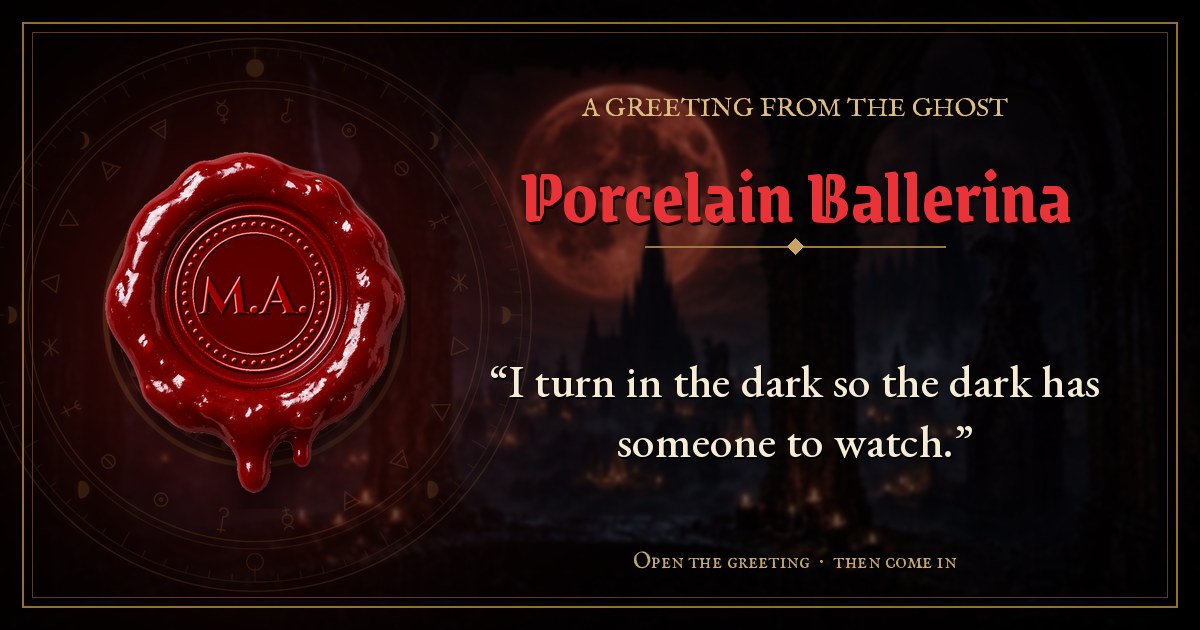 M.A.
A GREETING FROM THE GHOST
Porcelain Ballerina
“I turn in the dark so the dark has
someone to watch.”
Open the greeting · then come in